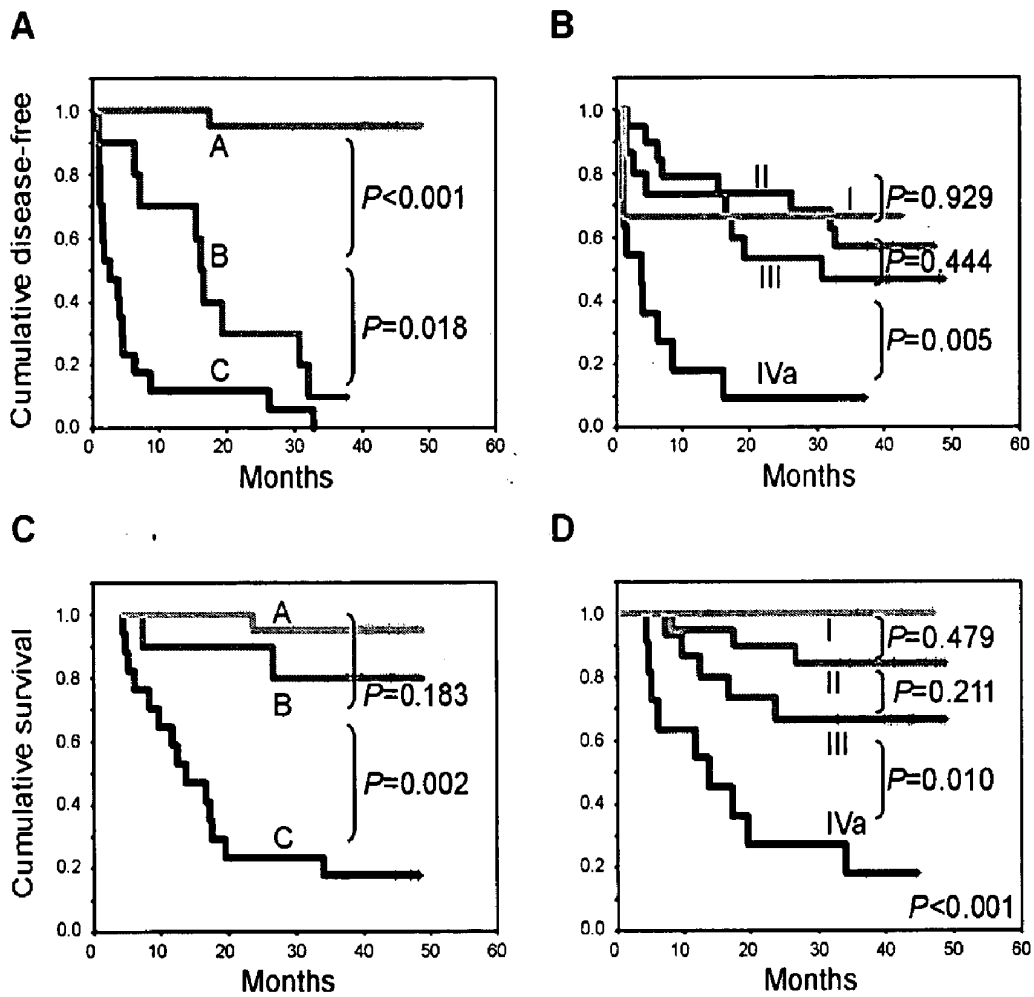 A
Cumulative disease-free
1.0
0.8
0.6
0.4
0.2
0.0
0 10 20 30 40 50 60
Months
A
B
C
P<0.001
P=0.018
B
1.0
0.8
0.6
0.4
0.2
0.0
0 10 20 30 40 50 60
Months
II
I
III
IVa
P=0.929
P=0.444
P=0.005
C
Cumulative survival
1.0
0.8
0.6
0.4
0.2
0.0
0 10 20 30 40 50 60
Months
A
B
C
P=0.183
P=0.002
D
1.0
0.8
0.6
0.4
0.2
0.0
0 10 20 30 40 50 60
Months
I
II
III
IVa
P=0.479
P=0.211
P=0.010
P<0.001